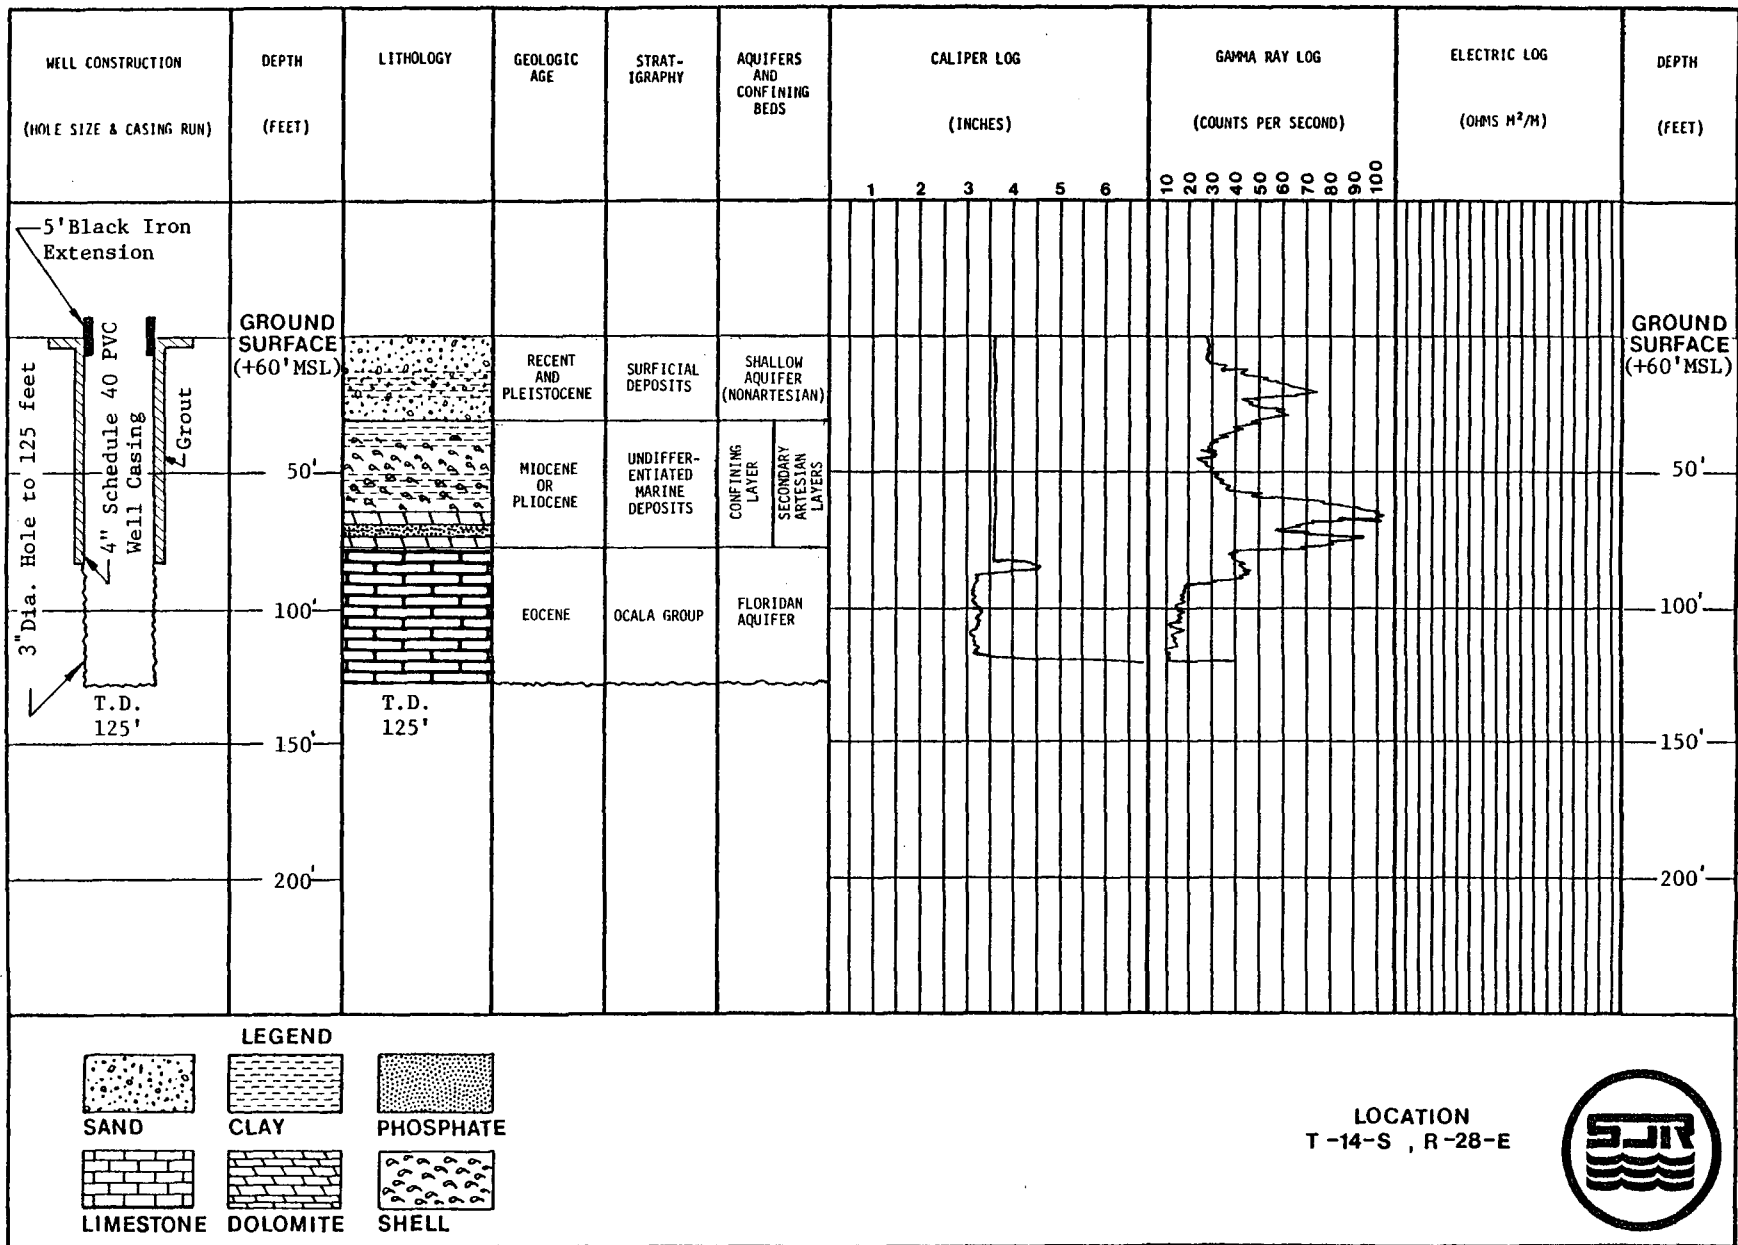 WELL CONSTRUCTION
(HOLE SIZE & CASING RUN)
DEPTH
(FEET)
LITHOLOGY
GEOLOGIC
AGE
STRAT-
IGRAPHY
AQUIFERS
AND
CONFINING
BEDS
CALIPER LOG
(INCHES)
1 2 3 4 5 6
GAMMA RAY LOG
(COUNTS PER SECOND)
10 20 30 40 50 60 70 80 90 100
ELECTRIC LOG
(OHMS M²/M)
DEPTH
(FEET)
5'Black Iron
Extension
3"Dia. Hole to 125 feet
4" Schedule 40 PVC
Well Casing
Grout
T.D.
125'
GROUND
SURFACE
(+60'MSL)
50'
100'
150'
200'
T.D.
125'
RECENT
AND
PLEISTOCENE
SURFICIAL
DEPOSITS
SHALLOW
AQUIFER
(NONARTESIAN)
MIOCENE
OR
PLIOCENE
UNDIFFER-
ENTIATED
MARINE
DEPOSITS
CONFINING
LAYER
SECONDARY
ARTESIAN
LAYERS
EOCENE
OCALA GROUP
FLORIDAN
AQUIFER
GROUND
SURFACE
(+60'MSL)
50'
100'
150'
200'
LEGEND
SAND
CLAY
PHOSPHATE
LIMESTONE
DOLOMITE
SHELL
LOCATION
T-14-S , R-28-E
SJR